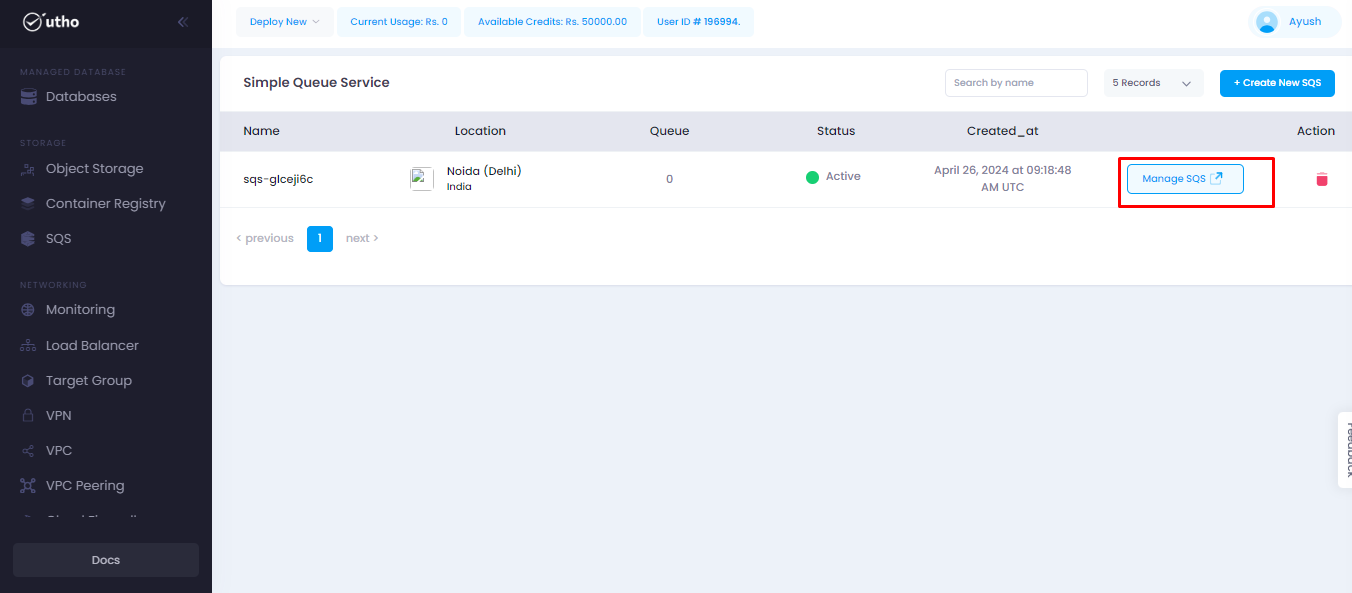 utho
Deploy New
Current Usage: Rs. 0
Available Credits: Rs. 50000.00
User ID # 196994.
Ayush
MANAGED DATABASE
Databases
STORAGE
Object Storage
Container Registry
SQS
NETWORKING
Monitoring
Load Balancer
Target Group
VPN
VPC
VPC Peering
Docs
Simple Queue Service
Search by name
5 Records
+ Create New SQS
Name Location Queue Status Created_at Action
sqs-glceji6c
Noida (Delhi)
India
0
Active
April 26, 2024 at 09:18:48
AM UTC
Manage SQS
< previous 1 next >
Feedback